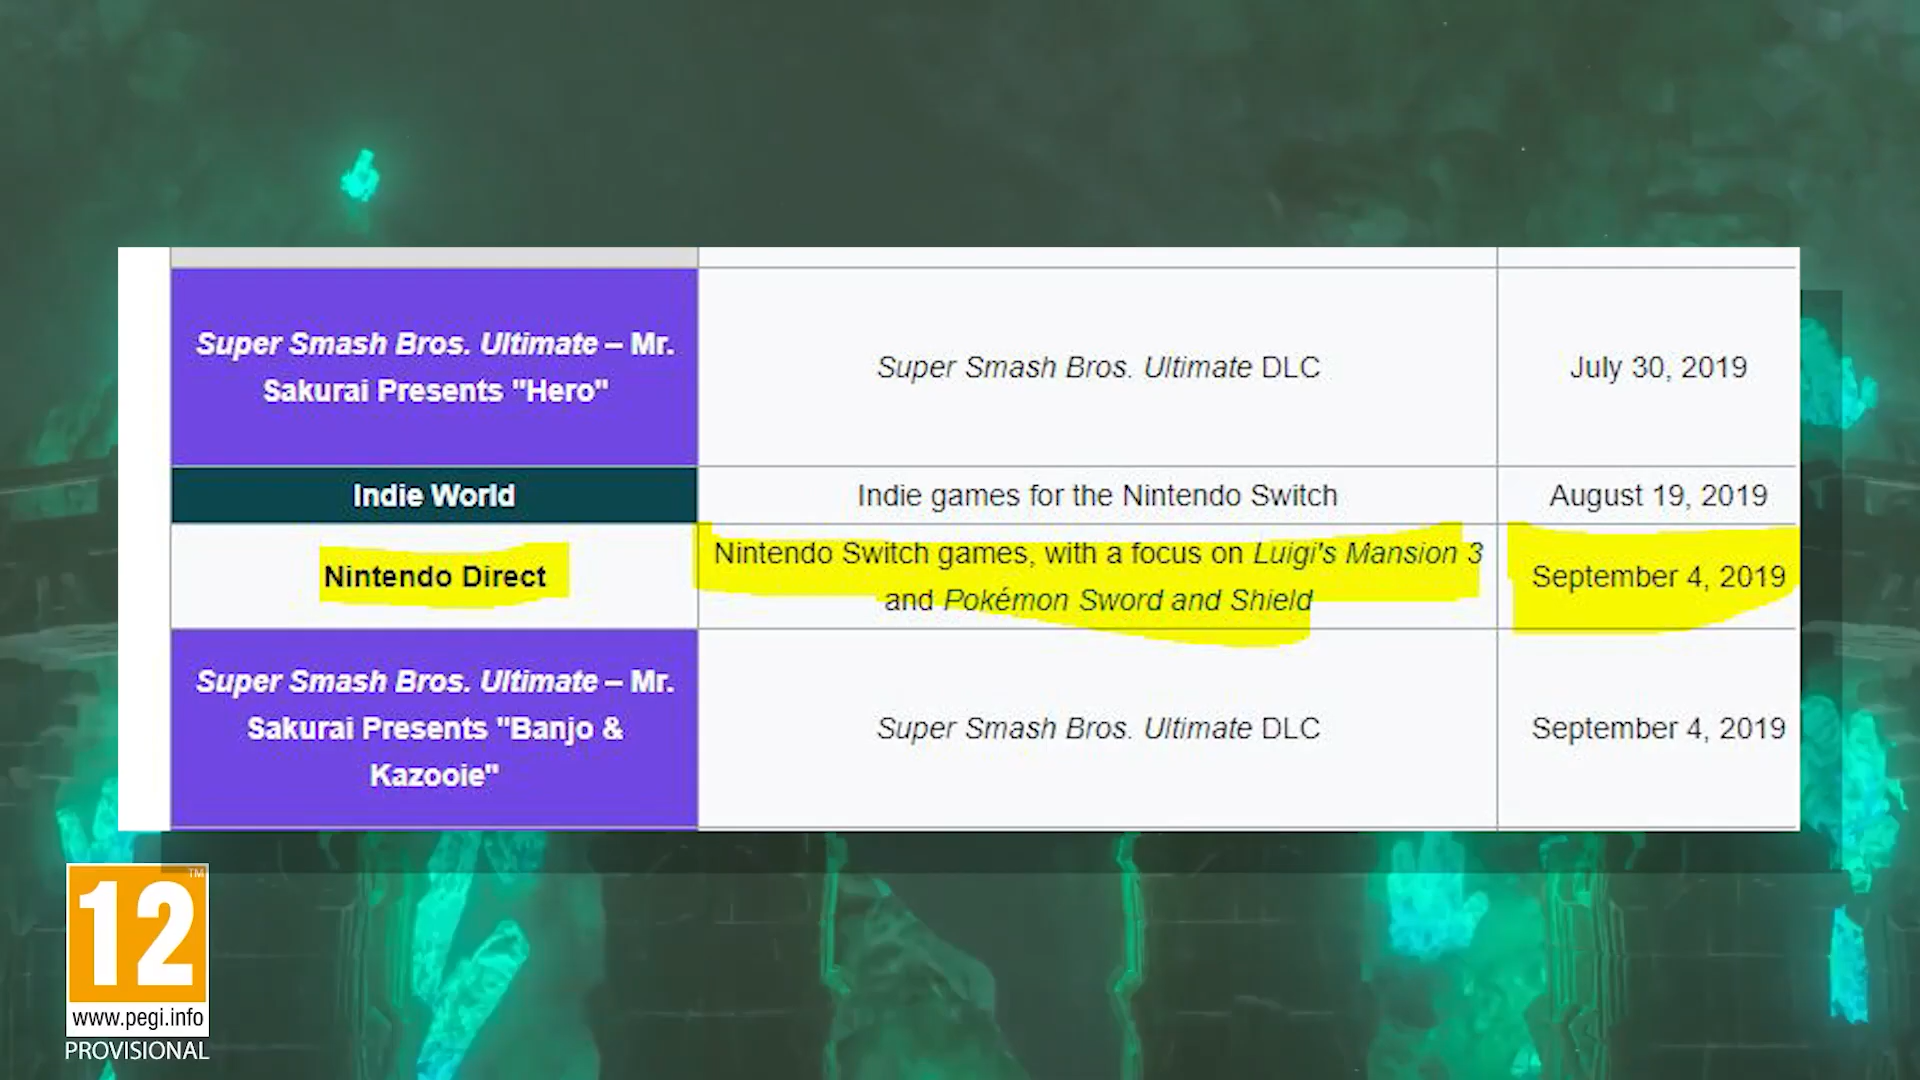 Super Smash Bros. Ultimate – Mr.
Sakurai Presents "Hero"
Super Smash Bros. Ultimate DLC
July 30, 2019
Indie World
Indie games for the Nintendo Switch
August 19, 2019
Nintendo Direct
Nintendo Switch games, with a focus on Luigi's Mansion 3
and Pokémon Sword and Shield
September 4, 2019
Super Smash Bros. Ultimate – Mr.
Sakurai Presents "Banjo &
Kazooie"
Super Smash Bros. Ultimate DLC
September 4, 2019
12 TM
www.pegi.info
PROVISIONAL